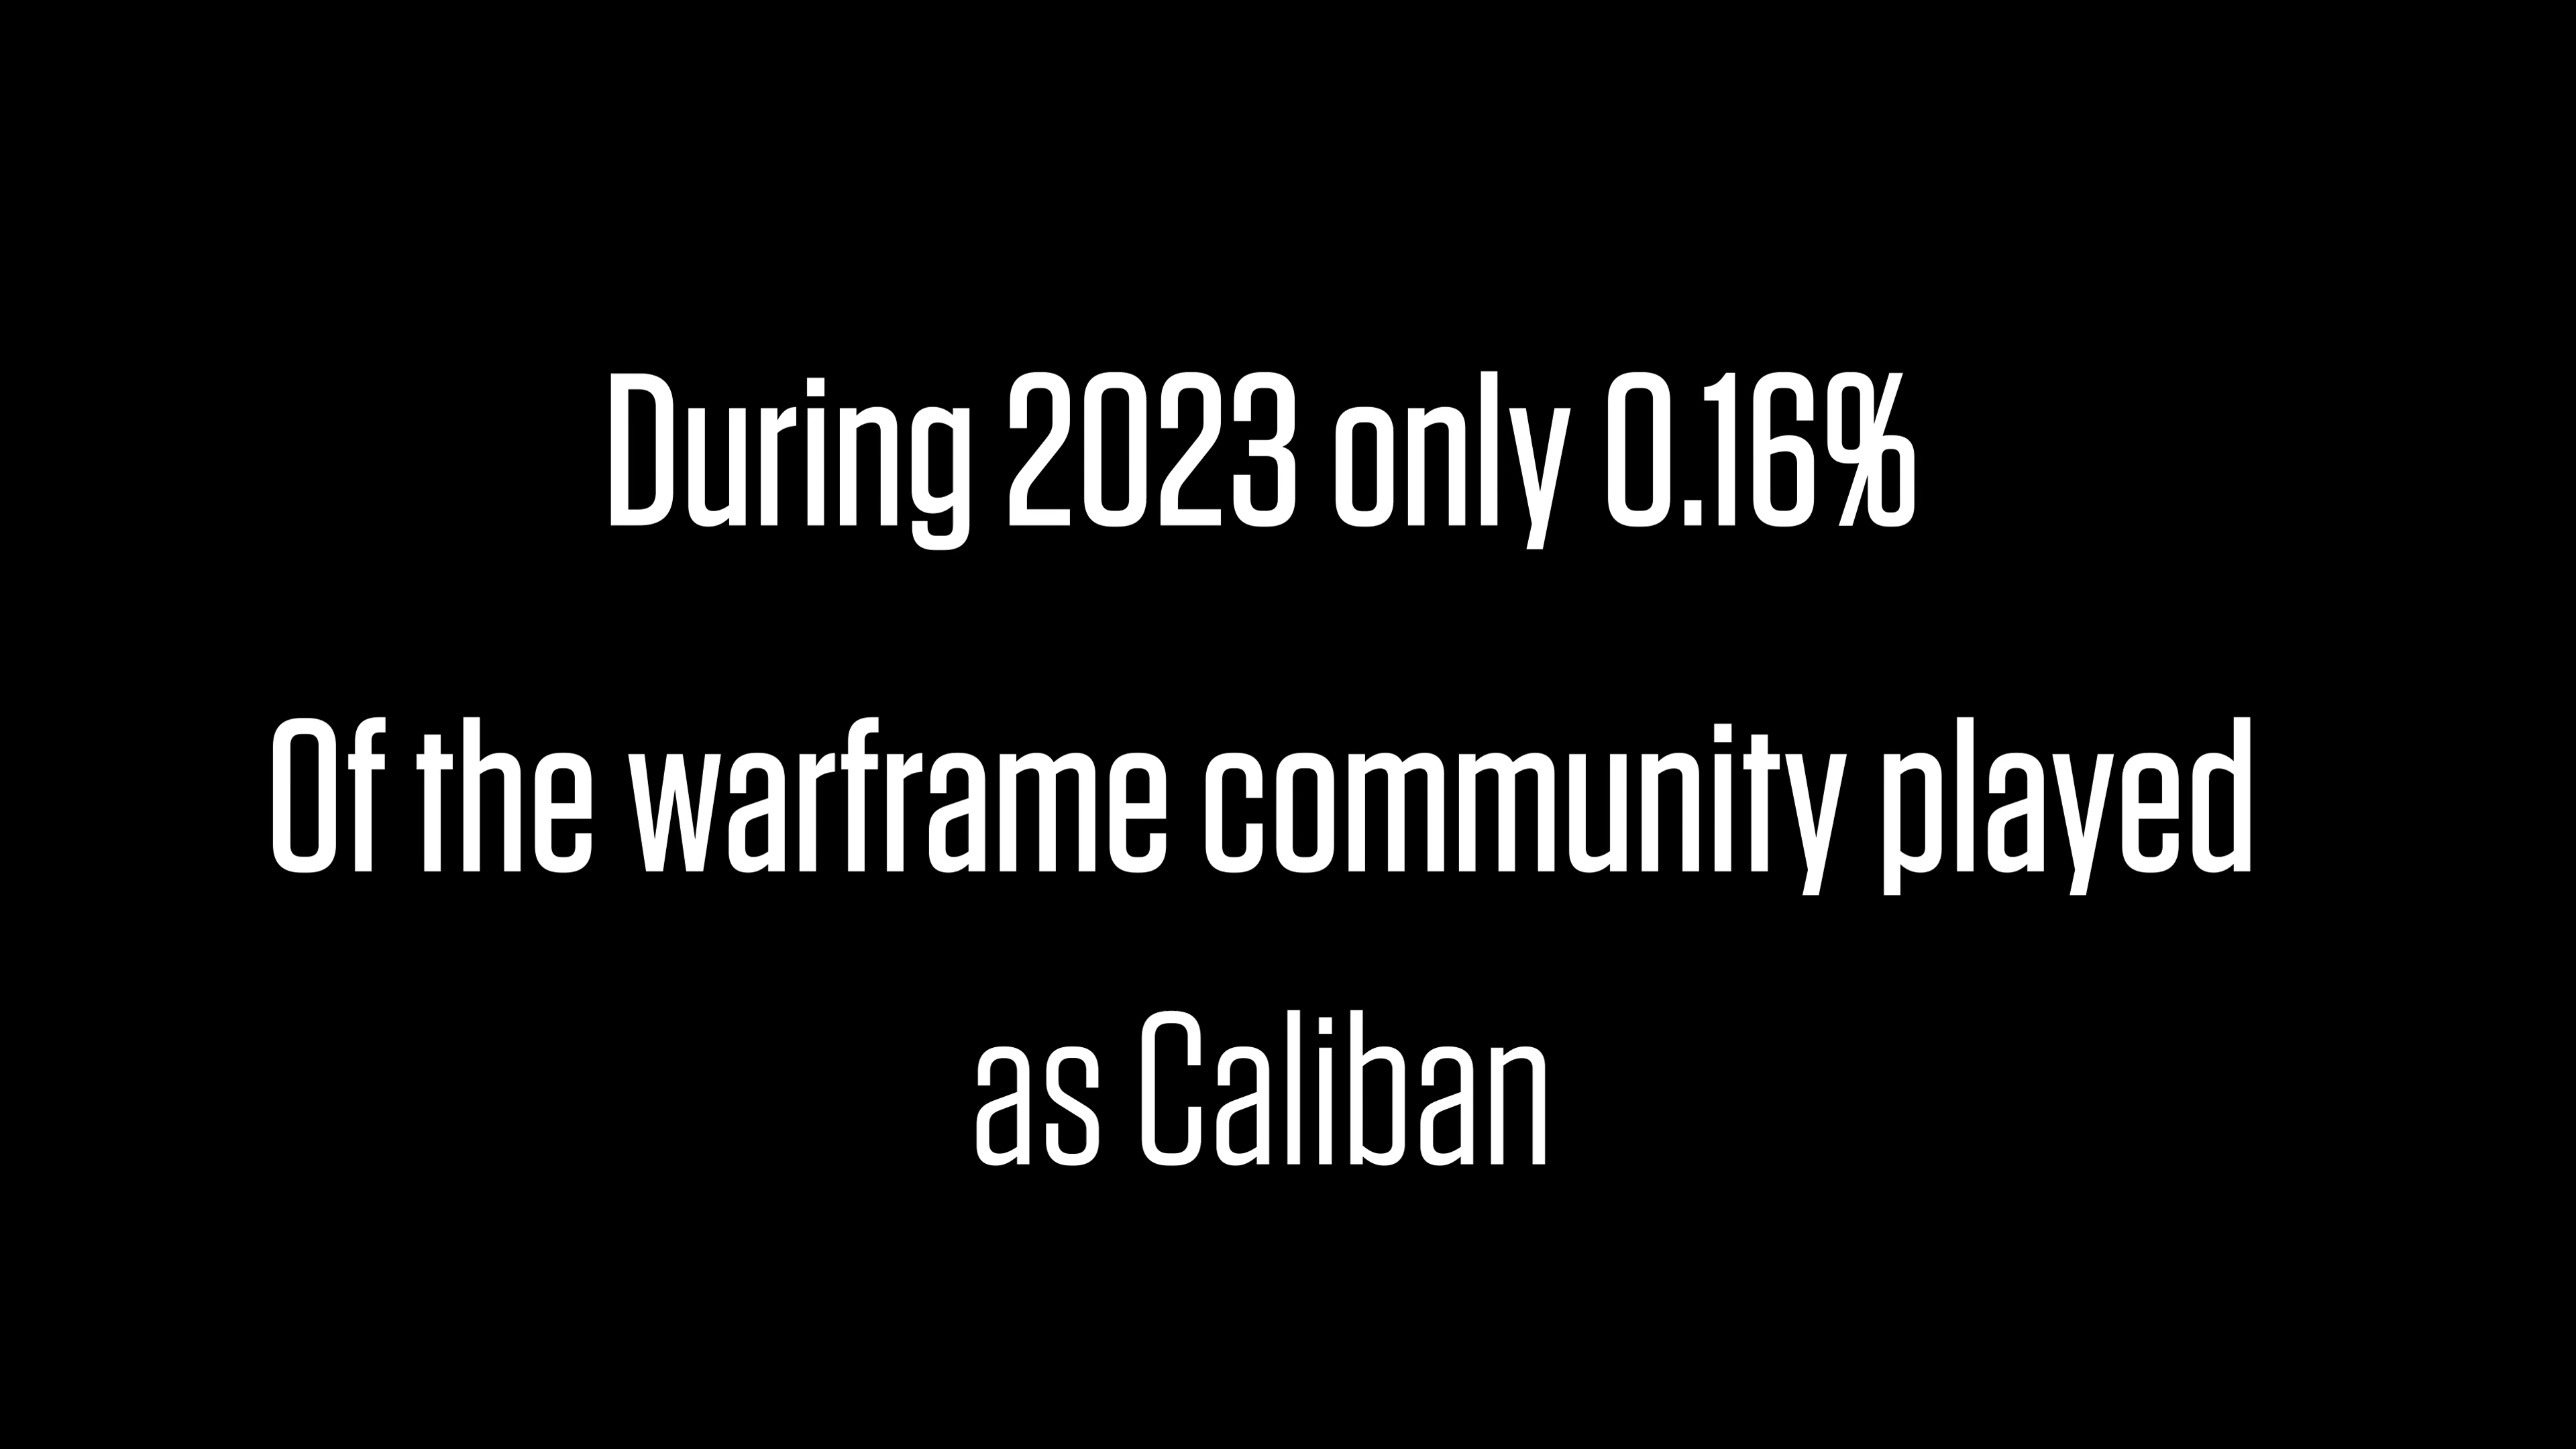 During 2023 only 0.16%
Of the warframe community played
as Caliban